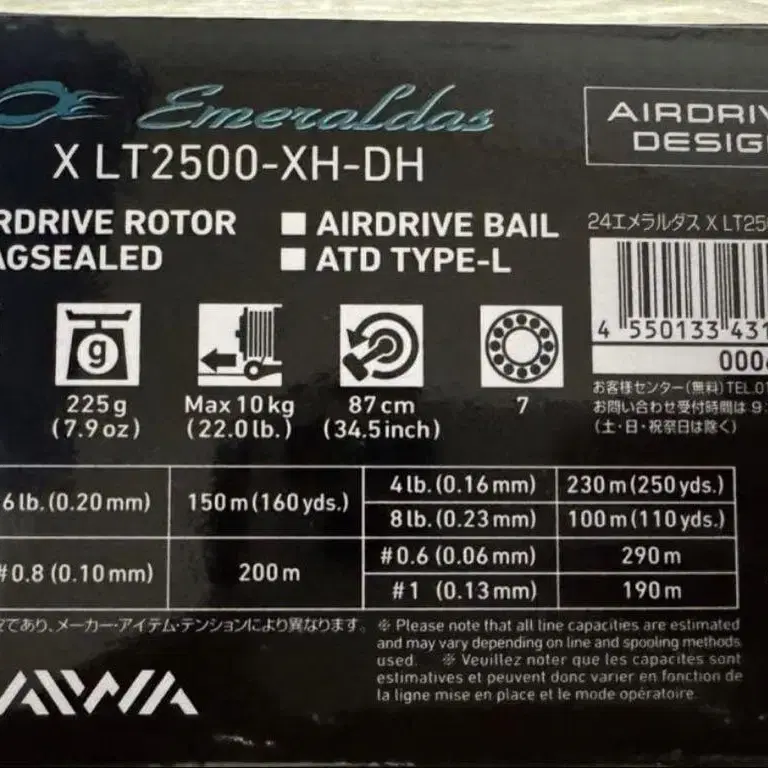 Emeraldas
X LT2500-XH-DH
AIRDRIV
DESIG
RDRIVE ROTOR
■ AIRDRIVE BAIL
AGSEALED
■ ATD TYPE-L
24エメラルダス X LT25
4 550133 431
000
お客様センター(無料)TEL.01
お問い合わせ受付時間は 9:
(土・日・祝祭日は除く)
g
225g
(7.9oz)
Max 10kg
(22.0lb.)
87cm
(34.5inch)
7
6lb.(0.20mm) 150m(160yds.)
4lb.(0.16mm) 230m(250yds.)
8lb.(0.23mm) 100m(110yds.)
#0.8 (0.10mm) 200m
#0.6 (0.06mm) 290m
#1 (0.13mm) 190m
であり、メーカー・アイテム・テンションにより異なります。
※ Please note that all line capacities are estimated
and may vary depending on line and spooling methods
used. ※ Veuillez noter que les capacités sont
estimatives et peuvent donc varier en fonction de
la ligne mise en place et le mode opératoire.
AIWA